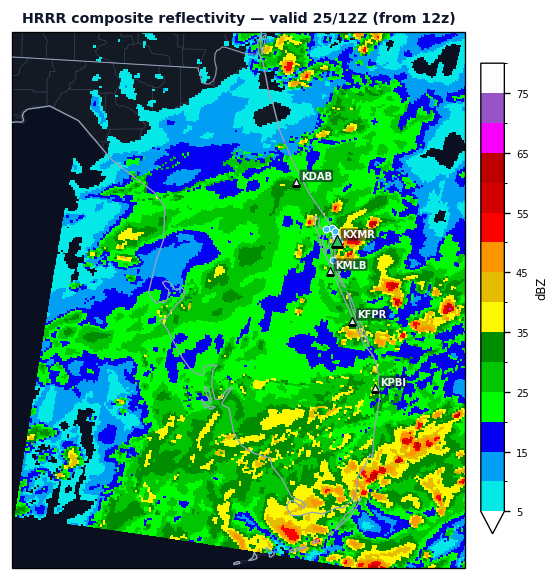 HRRR composite reflectivity — valid 25/12Z (from 12z)
KDAB
KXMR
KMLB
KFPR
KPBI
75
65
55
45
35
25
15
5
dBZ